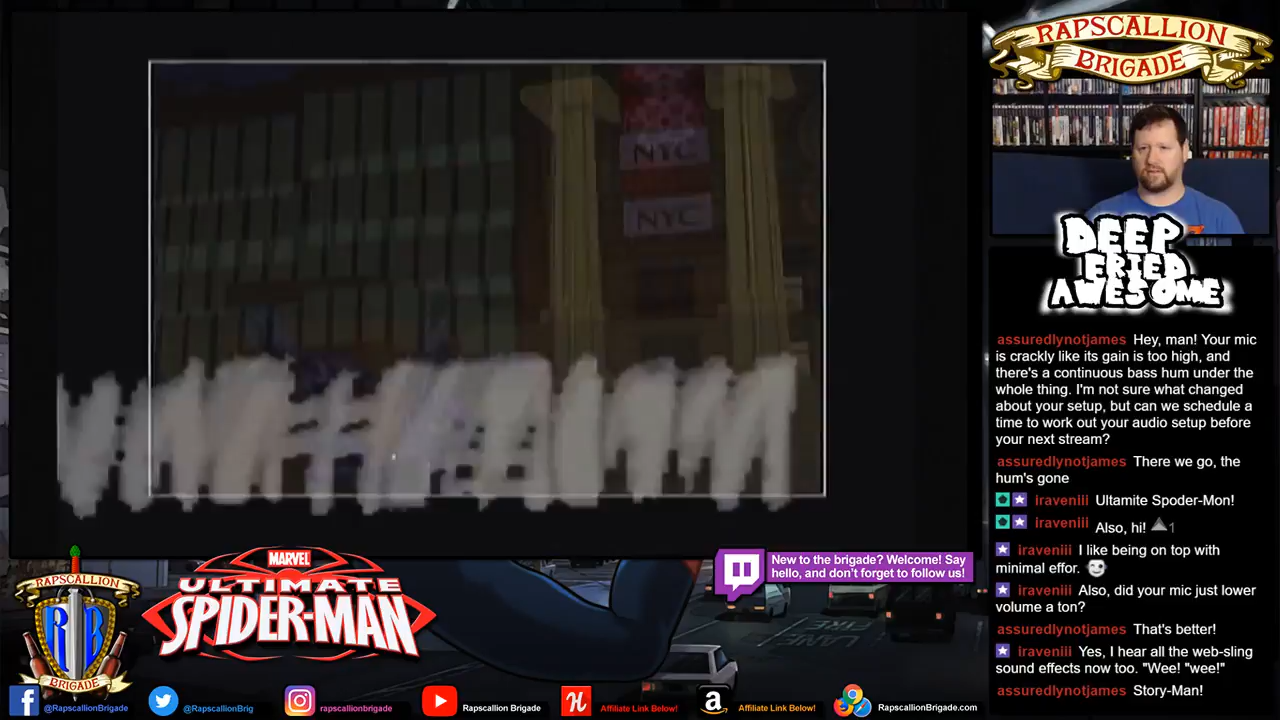 RAPSCALLION
BRIGADE
NYC
NYC
DEEP
FRIED
AWESOME
assuredlynotjames Hey, man! Your mic
is crackly like its gain is too high, and
there's a continuous bass hum under the
whole thing. I'm not sure what changed
about your setup, but can we schedule a
time to work out your audio setup before
your next stream?
assuredlynotjames There we go, the
hum's gone
iraveniii Ultamite Spoder-Mon!
iraveniii Also, hi! 1
iraveniii I like being on top with
minimal effor.
iraveniii Also, did your mic just lower
volume a ton?
assuredlynotjames That's better!
iraveniii Yes, I hear all the web-sling
sound effects now too. "Wee! "wee!"
assuredlynotjames Story-Man!
RAPSCALLION
RB
BRIGADE
MARVEL
ULTIMATE
SPIDER-MAN
New to the brigade? Welcome! Say
hello, and don't forget to follow us!
FIRE
LANE
@RapscallionBrigade
@RapscallionBrig
rapscallionbrigade
Rapscallion Brigade
Affiliate Link Below!
Affiliate Link Below!
RapscallionBrigade.com